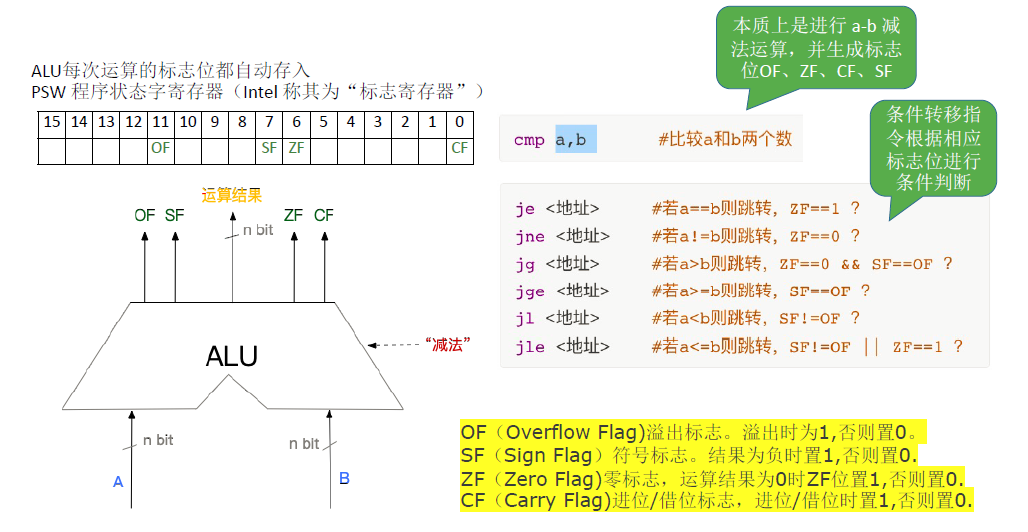 ALU每次运算的标志位都自动存入
PSW 程序状态字寄存器（Intel 称其为“标志寄存器”）
15 14 13 12 11 10 9 8 7 6 5 4 3 2 1 0
OF SF ZF CF
运算结果
OF SF ZF CF
n bit
ALU
“减法”
n bit n bit
A B
本质上是进行 a-b 减
法运算，并生成标志
位OF、ZF、CF、SF
cmp a,b #比较a和b两个数
条件转移指
令根据相应
标志位进行
条件判断
je <地址> #若a==b则跳转, ZF==1 ?
jne <地址> #若a!=b则跳转, ZF==0 ?
jg <地址> #若a>b则跳转, ZF==0 && SF==OF ?
jge <地址> #若a>=b则跳转, SF==OF ?
jl <地址> #若a<b则跳转, SF!=OF ?
jle <地址> #若a<=b则跳转, SF!=OF || ZF==1 ?
OF（Overflow Flag)溢出标志。溢出时为1,否则置0。
SF（Sign Flag）符号标志。结果为负时置1,否则置0.
ZF（Zero Flag)零标志，运算结果为0时ZF位置1,否则置0.
CF（Carry Flag)进位/借位标志，进位/借位时置1,否则置0.